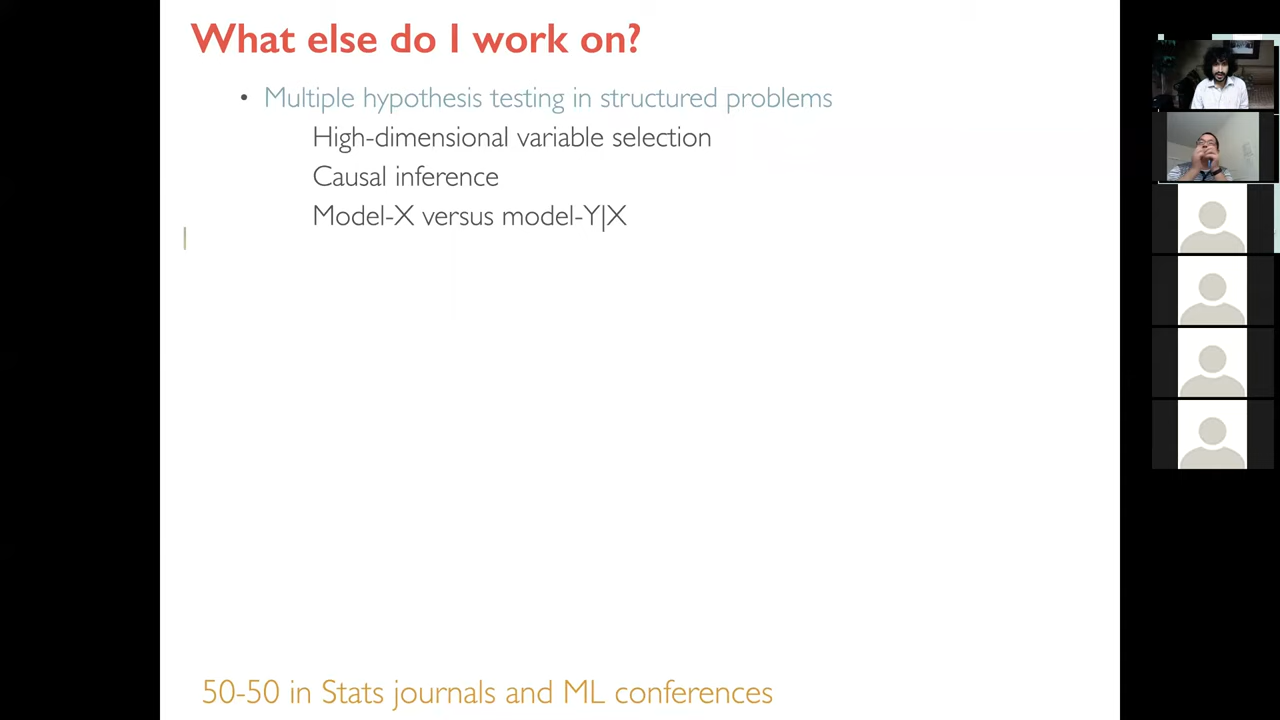 What else do I work on?
• Multiple hypothesis testing in structured problems
High-dimensional variable selection
Causal inference
Model-X versus model-Y|X
50-50 in Stats journals and ML conferences